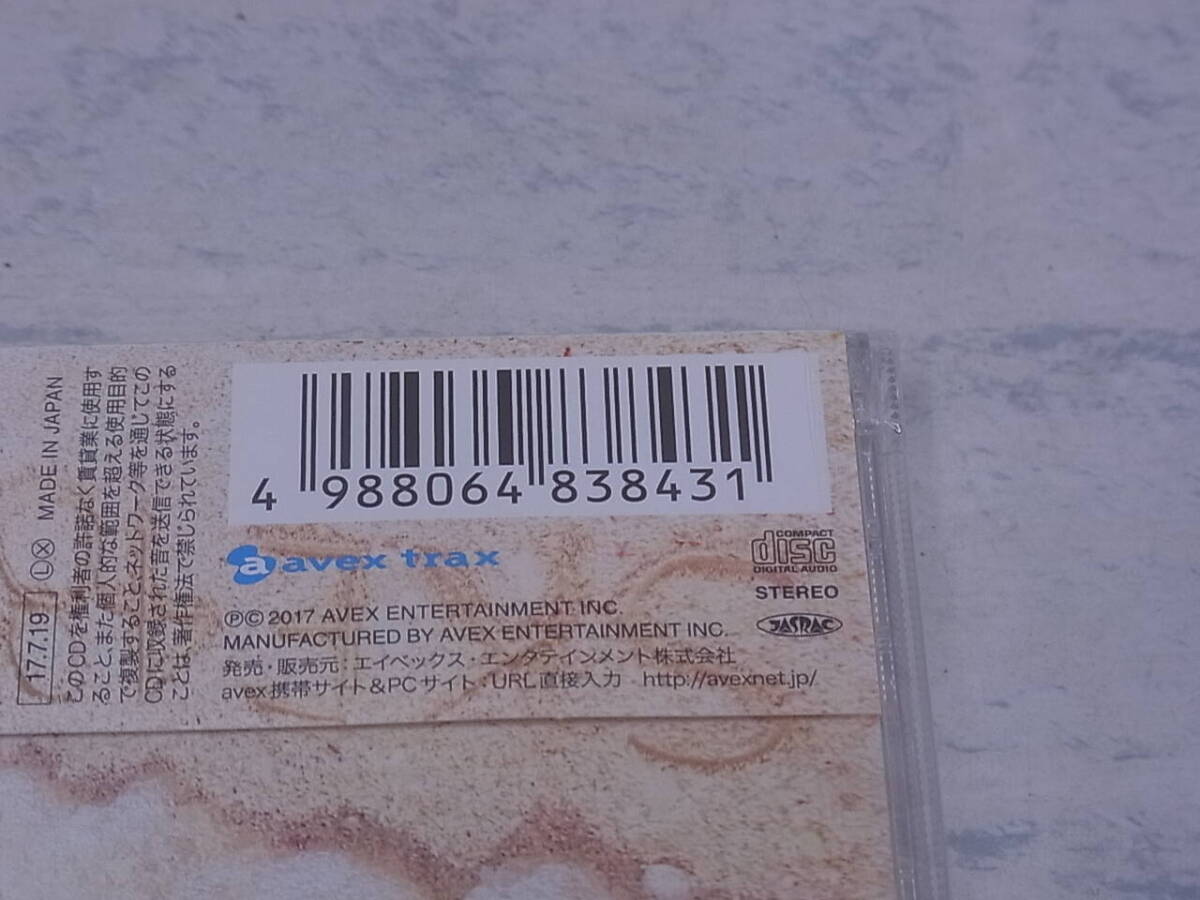 17.7.19 Ⓛ Ⓧ MADE IN JAPAN
このCDを権利者の許諾なく賃貸業に使用す
ること、また個人的な範囲を超える使用目的
で複製すること、ネットワーク等を通じてこの
CDに収録された音を送信できる状態にする
ことは、著作権法で禁じられています。
4 988064 838431
a avex trax
COMPACT
disc
DIGITAL AUDIO
STEREO
JASRAC
ⓅⒸ 2017 AVEX ENTERTAINMENT INC.
MANUFACTURED BY AVEX ENTERTAINMENT INC.
発売・販売元：エイベックス・エンタテインメント株式会社
avex 携帯サイト＆PCサイト：URL直接入力 http://avexnet.jp/